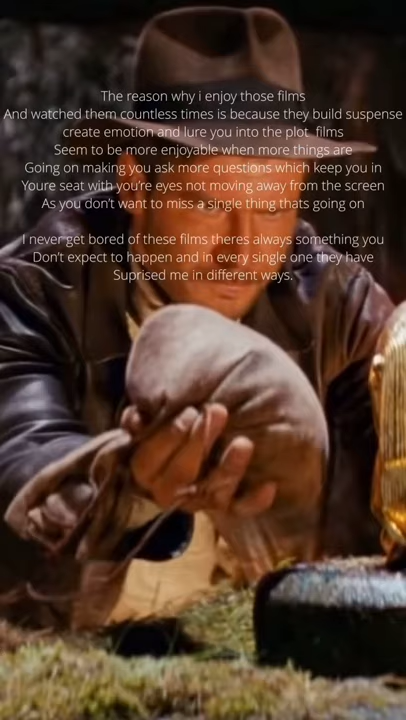 The reason why i enjoy those films
And watched them countless times is because they build suspense
create emotion and lure you into the plot films
Seem to be more enjoyable when more things are
Going on making you ask more questions which keep you in
Youre seat with you're eyes not moving away from the screen
As you don't want to miss a single thing thats going on
I never get bored of these films theres always something you
Don't expect to happen and in every single one they have
Suprised me in different ways.